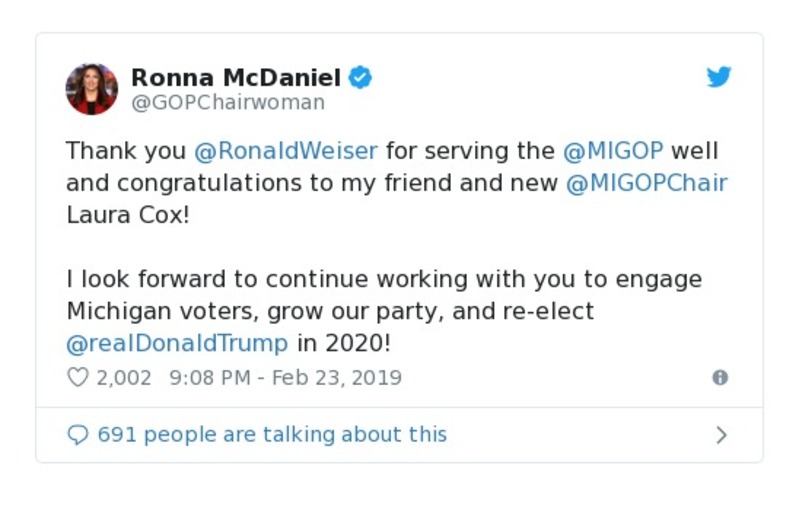 Ronna McDaniel
@GOPChairwoman
Thank you @RonaldWeiser for serving the @MIGOP well
and congratulations to my friend and new @MIGOPChair
Laura Cox!
I look forward to continue working with you to engage
Michigan voters, grow our party, and re-elect
@realDonaldTrump in 2020!
2,002 9:08 PM - Feb 23, 2019
691 people are talking about this